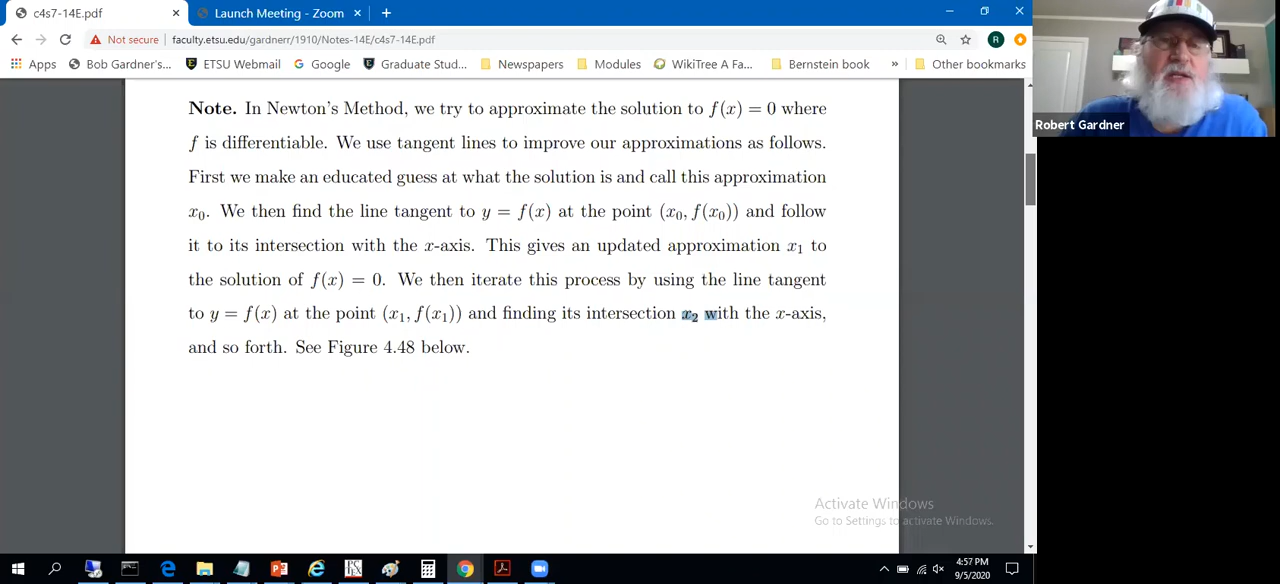 c4s7-14E.pdf
Launch Meeting - Zoom
Not secure
faculty.etsu.edu/gardnerr/1910/Notes-14E/c4s7-14E.pdf
R
Apps
Bob Gardner's...
ETSU Webmail
Google
Graduate Stud...
Newspapers
Modules
WikiTree A Fa...
Bernstein book
»
Other bookmarks
Robert Gardner
Note. In Newton's Method, we try to approximate the solution to f(x) = 0 where
f is differentiable. We use tangent lines to improve our approximations as follows.
First we make an educated guess at what the solution is and call this approximation
x₀. We then find the line tangent to y = f(x) at the point (x₀, f(x₀)) and follow
it to its intersection with the x-axis. This gives an updated approximation x₁ to
the solution of f(x) = 0. We then iterate this process by using the line tangent
to y = f(x) at the point (x₁, f(x₁)) and finding its intersection x₂ with the x-axis,
and so forth. See Figure 4.48 below.
Activate Windows
Go to Settings to activate Windows.
4:57 PM
9/5/2020